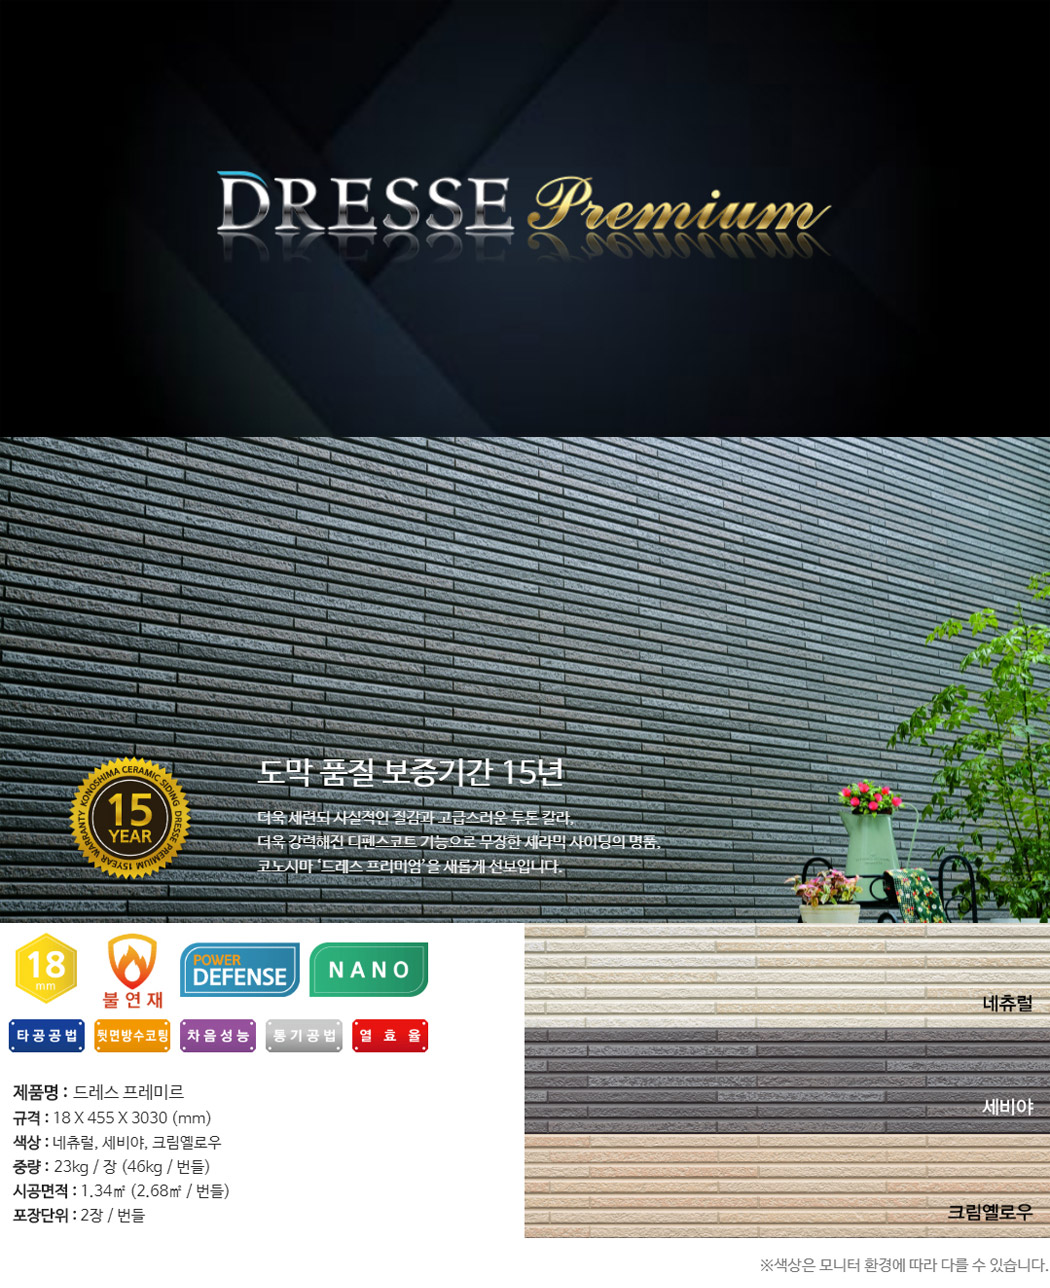 DRESSE Premium
도막 품질 보증기간 15년
더욱 세련되 사실적인 질감과 고급스러운 투톤 칼라,
더욱 강력해진 디펜스코트 기능으로 무장한 세라믹 사이딩의 명품,
코노시마 '드레스 프리미엄'을 새롭게 선보입니다.
KONOSHIMA CERAMIC SIDING DRESSE PREMIUM 15YEAR WARRANTY
15
YEAR
18
mm
불연재
POWER
DEFENSE
NANO
타공공법
뒷면방수코팅
차음성능
통기공법
열 효 율
제품명 : 드레스 프레미르
규격 : 18 X 455 X 3030 (mm)
색상 : 네츄럴, 세비야, 크림옐로우
중량 : 23kg / 장 (46kg / 번들)
시공면적 : 1.34㎡ (2.68㎡ / 번들)
포장단위 : 2장 / 번들
네츄럴
세비야
크림옐로우
※색상은 모니터 환경에 따라 다를 수 있습니다.